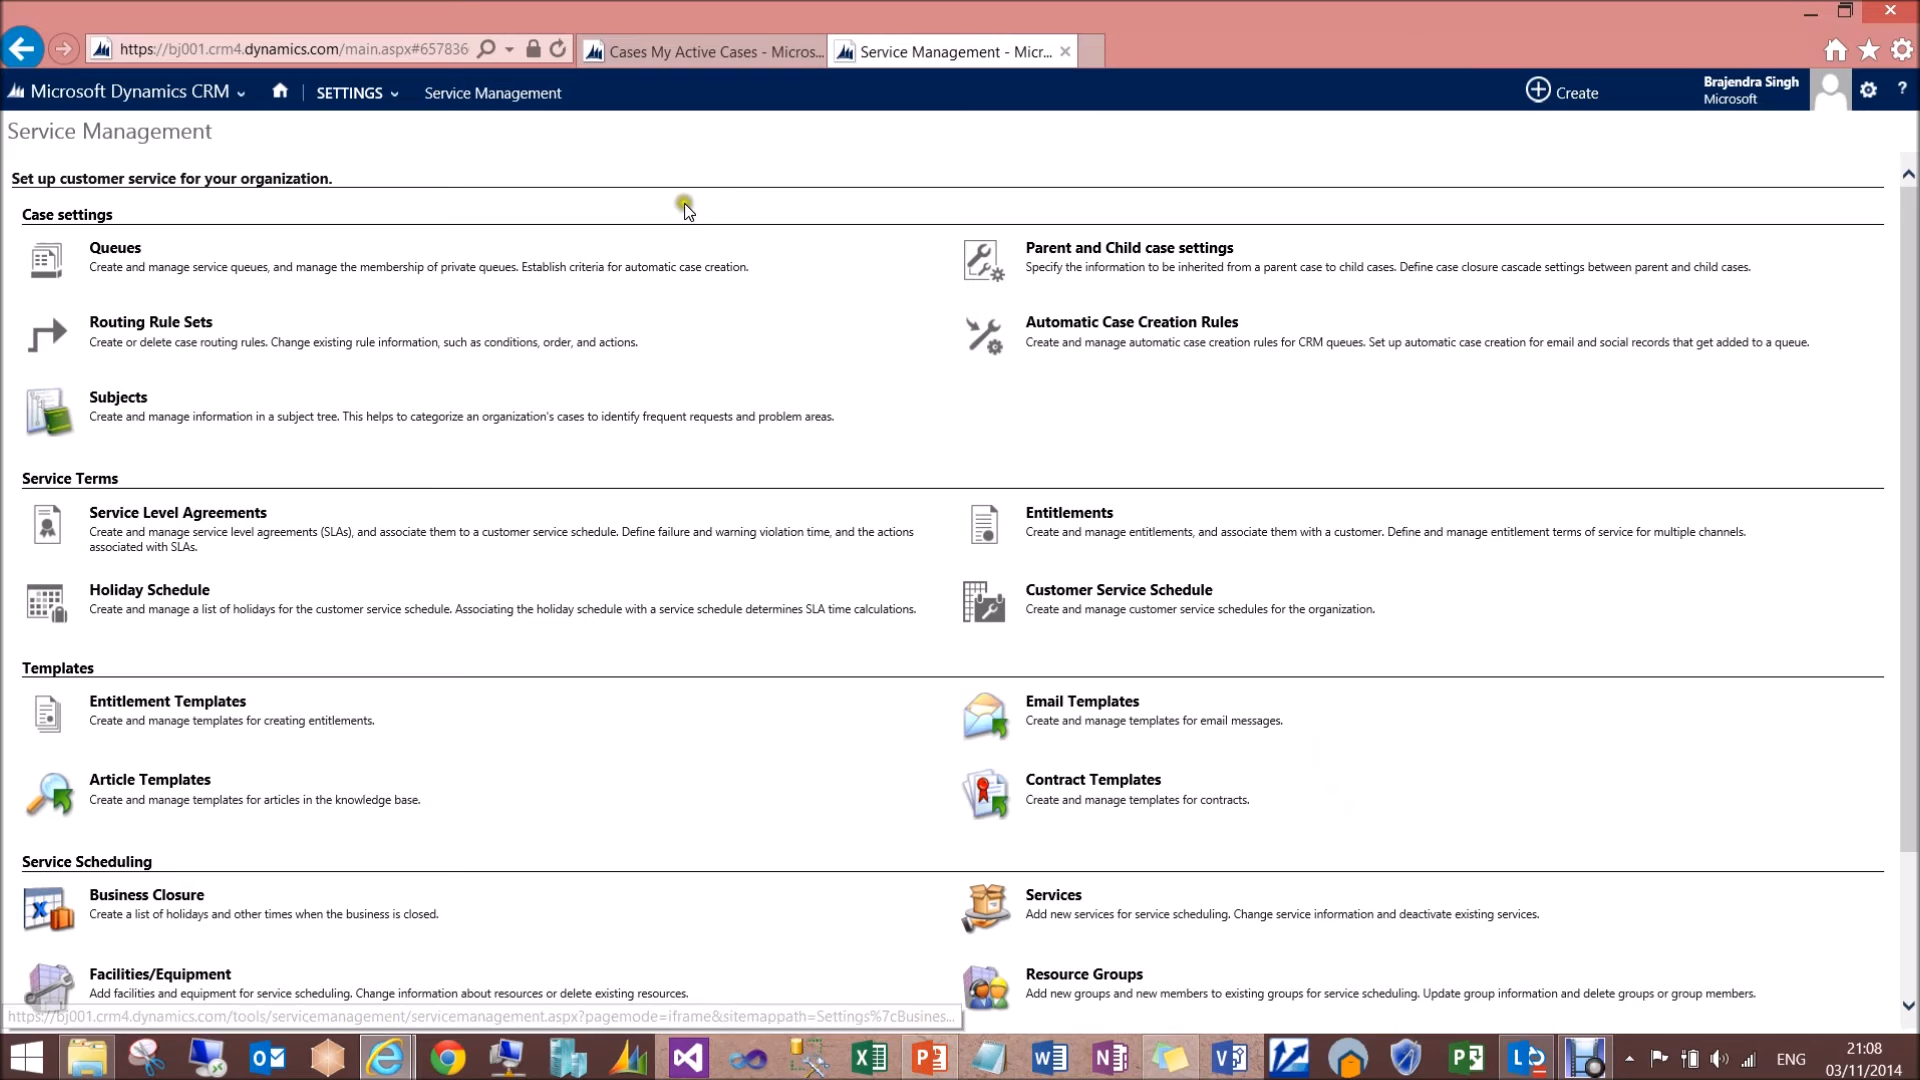 https://bj001.crm4.dynamics.com/main.aspx#657836
Cases My Active Cases - Micros...
Service Management - Micr...
Microsoft Dynamics CRM
SETTINGS
Service Management
Create
Brajendra Singh
Microsoft
?
Service Management
Set up customer service for your organization.
Case settings
Queues
Create and manage service queues, and manage the membership of private queues. Establish criteria for automatic case creation.
Parent and Child case settings
Specify the information to be inherited from a parent case to child cases. Define case closure cascade settings between parent and child cases.
Routing Rule Sets
Create or delete case routing rules. Change existing rule information, such as conditions, order, and actions.
Automatic Case Creation Rules
Create and manage automatic case creation rules for CRM queues. Set up automatic case creation for email and social records that get added to a queue.
Subjects
Create and manage information in a subject tree. This helps to categorize an organization's cases to identify frequent requests and problem areas.
Service Terms
Service Level Agreements
Create and manage service level agreements (SLAs), and associate them to a customer service schedule. Define failure and warning violation time, and the actions
associated with SLAs.
Entitlements
Create and manage entitlements, and associate them with a customer. Define and manage entitlement terms of service for multiple channels.
Holiday Schedule
Create and manage a list of holidays for the customer service schedule. Associating the holiday schedule with a service schedule determines SLA time calculations.
Customer Service Schedule
Create and manage customer service schedules for the organization.
Templates
Entitlement Templates
Create and manage templates for creating entitlements.
Email Templates
Create and manage templates for email messages.
Article Templates
Create and manage templates for articles in the knowledge base.
Contract Templates
Create and manage templates for contracts.
Service Scheduling
Business Closure
Create a list of holidays and other times when the business is closed.
Services
Add new services for service scheduling. Change service information and deactivate existing services.
Facilities/Equipment
Add facilities and equipment for service scheduling. Change information about resources or delete existing resources.
Resource Groups
Add new groups and new members to existing groups for service scheduling. Update group information and delete groups or group members.
https://bj001.crm4.dynamics.com/tools/servicemanagement/servicemanagement.aspx?pagemode=iframe&sitemappath=Settings%7cBusines...
ENG
21:08
03/11/2014